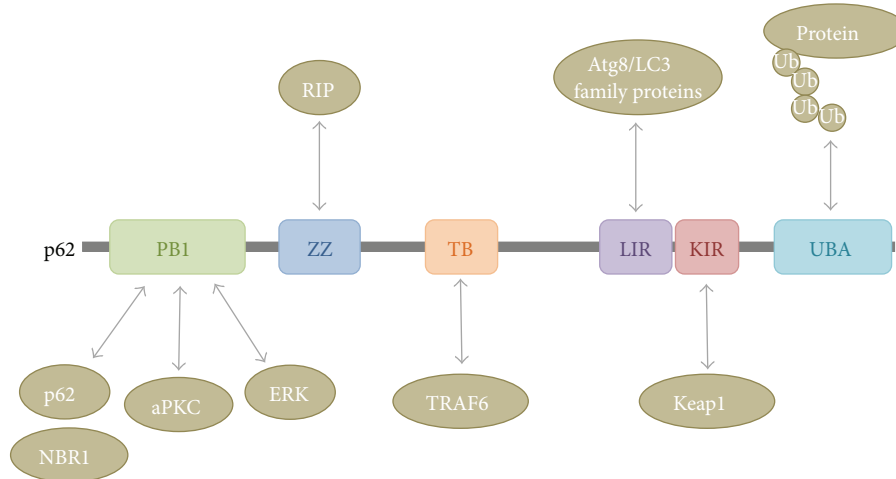 Protein
Atg8/LC3
family proteins
RIP
Ub
Ub
Ub
Ub
p62
PB1
ZZ
TB
LIR
KIR
UBA
p62
aPKC
ERK
TRAF6
Keap1
NBR1